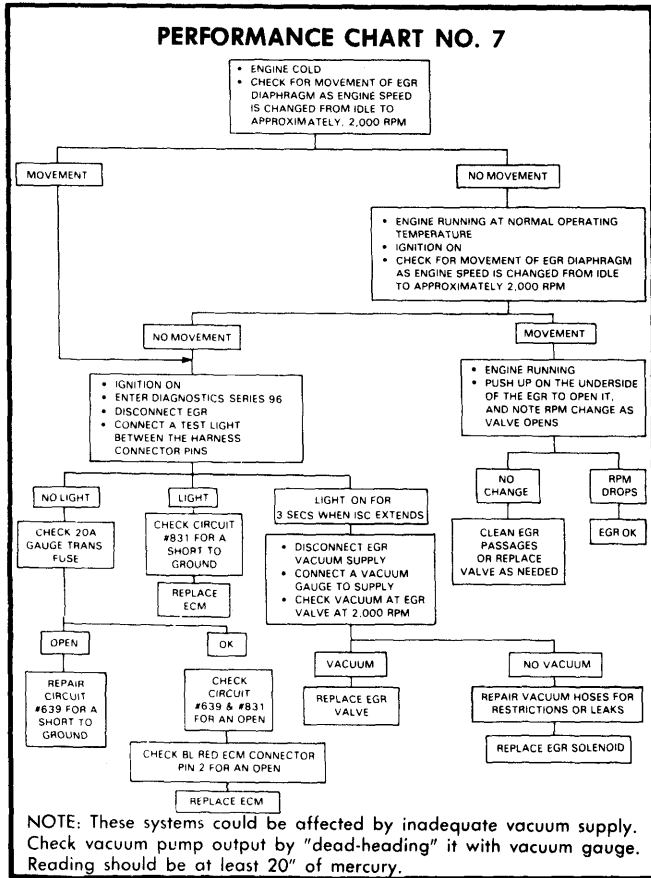 PERFORMANCE CHART NO. 7
• ENGINE COLD
• CHECK FOR MOVEMENT OF EGR
DIAPHRAGM AS ENGINE SPEED
IS CHANGED FROM IDLE TO
APPROXIMATELY. 2,000 RPM
MOVEMENT
NO MOVEMENT
• ENGINE RUNNING AT NORMAL OPERATING
TEMPERATURE
• IGNITION ON
• CHECK FOR MOVEMENT OF EGR DIAPHRAGM
AS ENGINE SPEED IS CHANGED FROM IDLE
TO APPROXIMATELY 2,000 RPM
NO MOVEMENT
MOVEMENT
• IGNITION ON
• ENTER DIAGNOSTICS SERIES 96
• DISCONNECT EGR
• CONNECT A TEST LIGHT
BETWEEN THE HARNESS
CONNECTOR PINS
• ENGINE RUNNING
• PUSH UP ON THE UNDERSIDE
OF THE EGR TO OPEN IT,
AND NOTE RPM CHANGE AS
VALVE OPENS
NO LIGHT
LIGHT
LIGHT ON FOR
3 SECS WHEN ISC EXTENDS
NO
CHANGE
RPM
DROPS
CHECK 20A
GAUGE TRANS
FUSE
CHECK CIRCUIT
#831 FOR A
SHORT TO
GROUND
REPLACE
ECM
• DISCONNECT EGR
VACUUM SUPPLY
• CONNECT A VACUUM
GAUGE TO SUPPLY
• CHECK VACUUM AT EGR
VALVE AT 2,000 RPM
CLEAN EGR
PASSAGES
OR REPLACE
VALVE AS NEEDED
EGR OK
OPEN
OK
VACUUM
NO VACUUM
REPAIR
CIRCUIT
#639 FOR A
SHORT TO
GROUND
CHECK
CIRCUIT
#639 & #831
FOR AN OPEN
REPLACE EGR
VALVE
REPAIR VACUUM HOSES FOR
RESTRICTIONS OR LEAKS
REPLACE EGR SOLENOID
CHECK BL RED ECM CONNECTOR
PIN 2 FOR AN OPEN
REPLACE ECM
NOTE: These systems could be affected by inadequate vacuum supply.
Check vacuum pump output by "dead-heading" it with vacuum gauge.
Reading should be at least 20" of mercury.